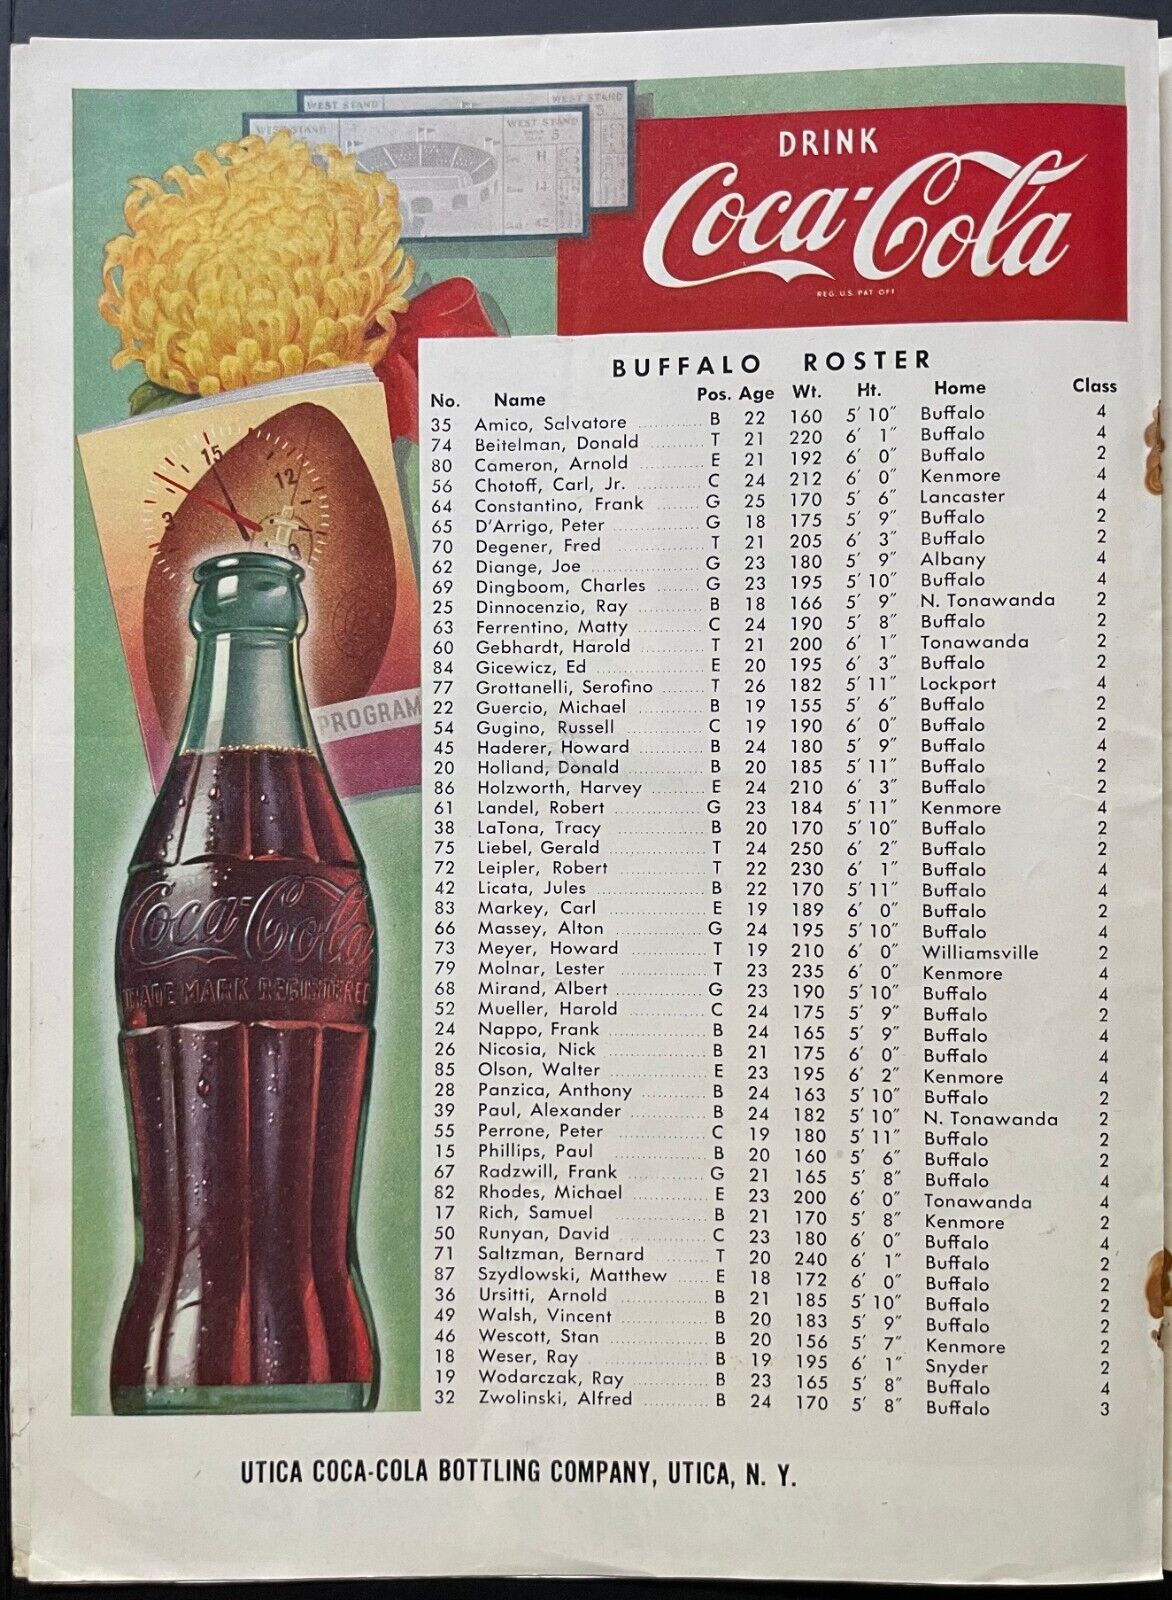 WEST STAND WEST STAND 5
WEST STAND WEST STAND 5
H
13
42
DRINK
Coca-Cola
REG. U.S. PAT OFF
15
12
3
9
PROGRAM
Coca-Cola
TRADE MARK REGISTERED
BUFFALO ROSTER
No. Name Pos. Age Wt. Ht. Home Class
35 Amico, Salvatore ............ B 22 160 5' 10" Buffalo 4
74 Beitelman, Donald ............ T 21 220 6' 1" Buffalo 4
80 Cameron, Arnold ............ E 21 192 6' 0" Buffalo 2
56 Chotoff, Carl, Jr. ............ C 24 212 6' 0" Kenmore 4
64 Constantino, Frank ........ G 25 170 5' 6" Lancaster 4
65 D'Arrigo, Peter ............ G 18 175 5' 9" Buffalo 2
70 Degener, Fred ............ T 21 205 6' 3" Buffalo 2
62 Diange, Joe ............ G 23 180 5' 9" Albany 4
69 Dingboom, Charles ........ G 23 195 5' 10" Buffalo 4
25 Dinnocenzio, Ray ............ B 18 166 5' 9" N. Tonawanda 2
63 Ferrentino, Matty ............ C 24 190 5' 8" Buffalo 2
60 Gebhardt, Harold ............ T 21 200 6' 1" Tonawanda 2
84 Gicewicz, Ed ............ E 20 195 6' 3" Buffalo 2
77 Grottanelli, Serofino ........ T 26 182 5' 11" Lockport 4
22 Guercio, Michael ............ B 19 155 5' 6" Buffalo 2
54 Gugino, Russell ............ C 19 190 6' 0" Buffalo 2
45 Haderer, Howard ............ B 24 180 5' 9" Buffalo 4
20 Holland, Donald ............ B 20 185 5' 11" Buffalo 2
86 Holzworth, Harvey ........ E 24 210 6' 3" Buffalo 2
61 Landel, Robert ............ G 23 184 5' 11" Kenmore 4
38 LaTona, Tracy ............ B 20 170 5' 10" Buffalo 2
75 Liebel, Gerald ............ T 24 250 6' 2" Buffalo 2
72 Leipler, Robert ............ T 22 230 6' 1" Buffalo 4
42 Licata, Jules ............ B 22 170 5' 11" Buffalo 4
83 Markey, Carl ............ E 19 189 6' 0" Buffalo 2
66 Massey, Alton ............ G 24 195 5' 10" Buffalo 4
73 Meyer, Howard ............ T 19 210 6' 0" Williamsville 2
79 Molnar, Lester ............ T 23 235 6' 0" Kenmore 4
68 Mirand, Albert ............ G 23 190 5' 10" Buffalo 4
52 Mueller, Harold ............ C 24 175 5' 9" Buffalo 2
24 Nappo, Frank ............ B 24 165 5' 9" Buffalo 4
26 Nicosia, Nick ............ B 21 175 6' 0" Buffalo 4
85 Olson, Walter ............ E 23 195 6' 2" Kenmore 4
28 Panzica, Anthony ............ B 24 163 5' 10" Buffalo 2
39 Paul, Alexander ............ B 24 182 5' 10" N. Tonawanda 2
55 Perrone, Peter ............ C 19 180 5' 11" Buffalo 2
15 Phillips, Paul ............ B 20 160 5' 6" Buffalo 2
67 Radzwill, Frank ............ G 21 165 5' 8" Buffalo 4
82 Rhodes, Michael ............ E 23 200 6' 0" Tonawanda 4
17 Rich, Samuel ............ B 21 170 5' 8" Kenmore 2
50 Runyan, David ............ C 23 180 6' 0" Buffalo 4
71 Saltzman, Bernard ........ T 20 240 6' 1" Buffalo 2
87 Szydlowski, Matthew ...... E 18 172 6' 0" Buffalo 2
36 Ursitti, Arnold ............ B 21 185 5' 10" Buffalo 2
49 Walsh, Vincent ............ B 20 183 5' 9" Buffalo 2
46 Wescott, Stan ............ B 20 156 5' 7" Kenmore 2
18 Weser, Ray ............ B 19 195 6' 1" Snyder 2
19 Wodarczak, Ray ............ B 23 165 5' 8" Buffalo 4
32 Zwolinski, Alfred ............ B 24 170 5' 8" Buffalo 3
UTICA COCA-COLA BOTTLING COMPANY, UTICA, N. Y.